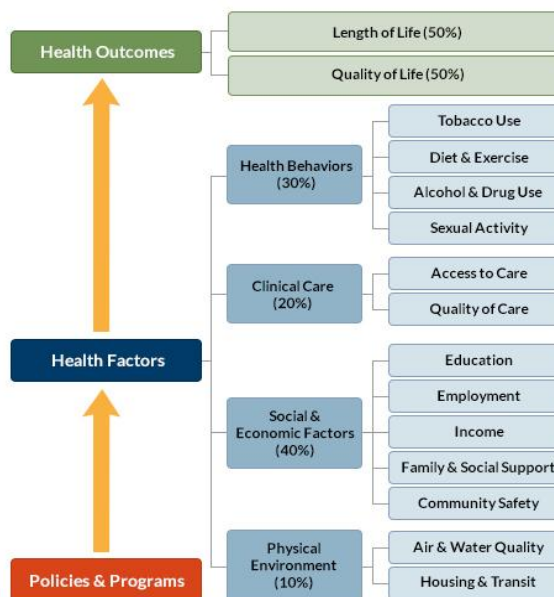 Health Outcomes
Length of Life (50%)
Quality of Life (50%)
Health Factors
Health Behaviors
(30%)
Tobacco Use
Diet & Exercise
Alcohol & Drug Use
Sexual Activity
Clinical Care
(20%)
Access to Care
Quality of Care
Social &
Economic Factors
(40%)
Education
Employment
Income
Family & Social Support
Community Safety
Physical
Environment
(10%)
Air & Water Quality
Housing & Transit
Policies & Programs